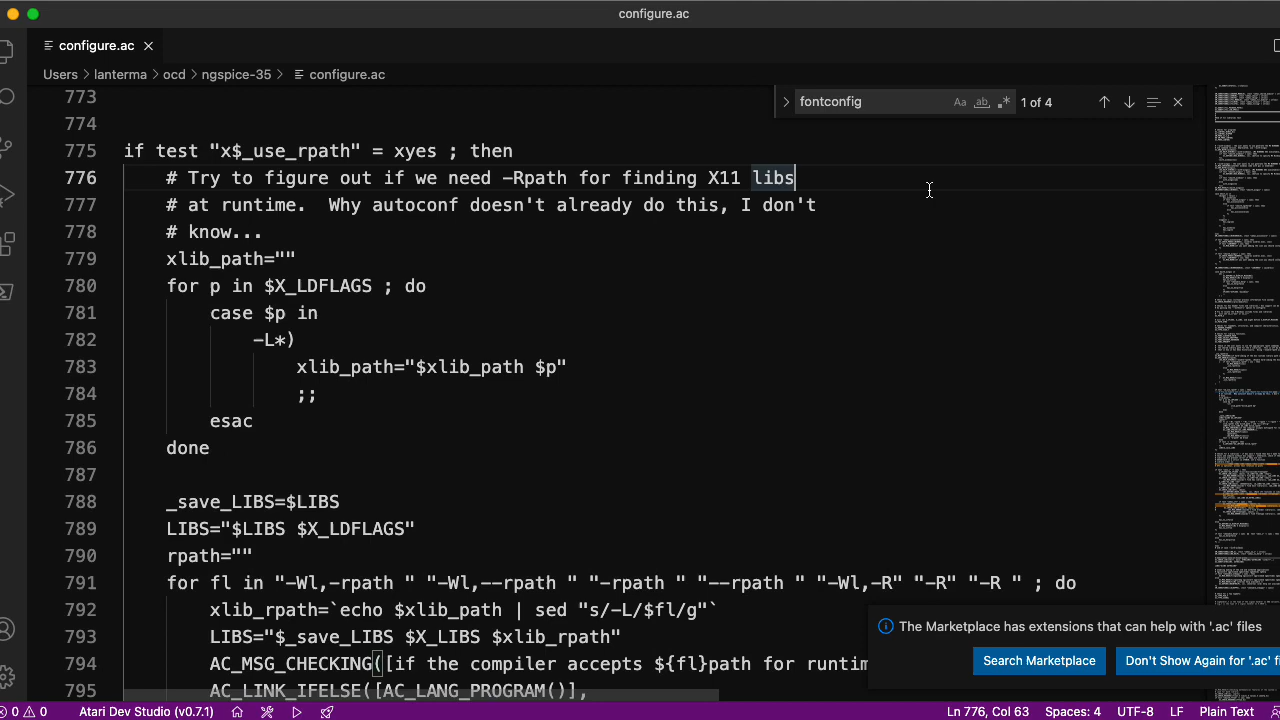 configure.ac
configure.ac
Users > lanterma > ocd > ngspice-35 > configure.ac
fontconfig
Aa ab .* 1 of 4
773
774
775 if test "x$_use_rpath" = xyes ; then
776 # Try to figure out if we need -Rpath for finding X11 libs
777 # at runtime. Why autoconf doesn't already do this, I don't
778 # know...
779 xlib_path=""
780 for p in $X_LDFLAGS ; do
781 case $p in
782 -L*)
783 xlib_path="$xlib_path $p"
784 ;;
785 esac
786 done
787
788 _save_LIBS=$LIBS
789 LIBS="$LIBS $X_LDFLAGS"
790 rpath=""
791 for fl in "-Wl,-rpath " "-Wl,--rpath " "-rpath " "--rpath " "-Wl,-R" "-R" "-R " ; do
792 xlib_rpath=`echo $xlib_path | sed "s/-L/$fl/g"`
793 LIBS="$_save_LIBS $X_LIBS $xlib_rpath"
794 AC_MSG_CHECKING([if the compiler accepts ${fl}path for runtim
795 AC_LINK_IFELSE([AC_LANG_PROGRAM()],
The Marketplace has extensions that can help with '.ac' files
Search Marketplace
Don't Show Again for '.ac' fi
0 0 Atari Dev Studio (v0.7.1) Ln 776, Col 63 Spaces: 4 UTF-8 LF Plain Text